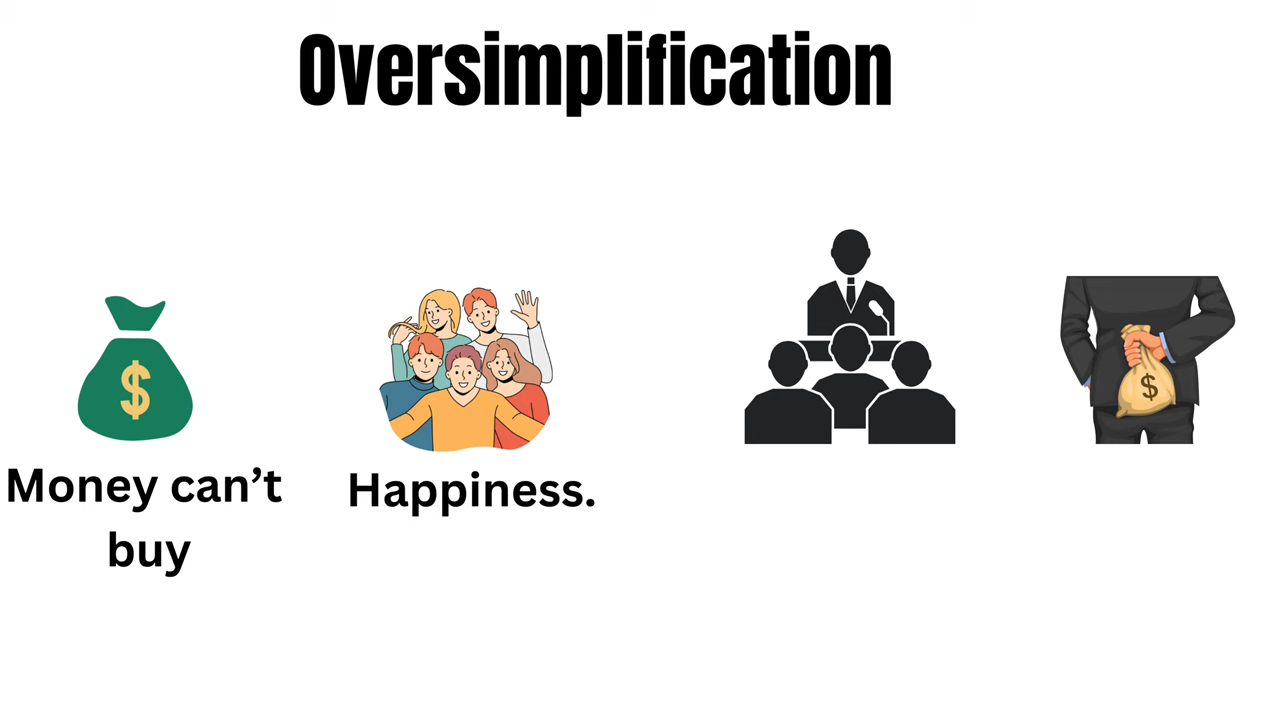 Oversimplification
$
$
Money can’t
buy
Happiness.